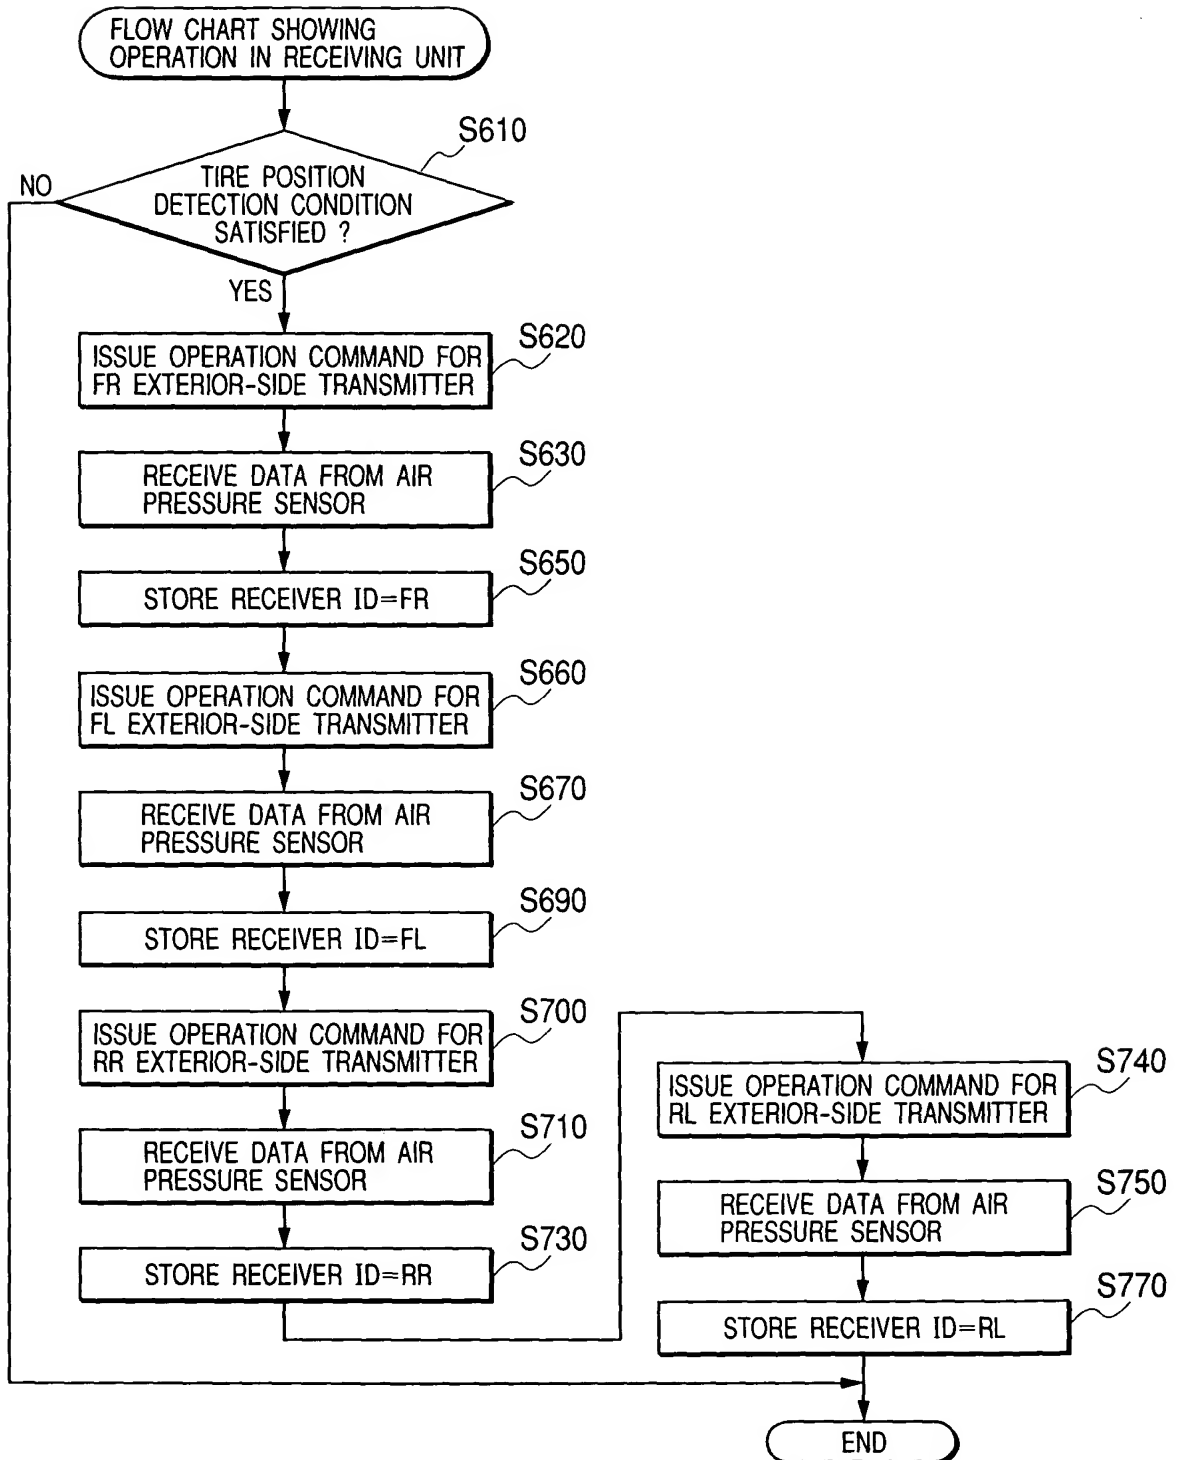 FLOW CHART SHOWING
OPERATION IN RECEIVING UNIT
S610
TIRE POSITION
DETECTION CONDITION
SATISFIED ?
NO
YES
S620
ISSUE OPERATION COMMAND FOR
FR EXTERIOR-SIDE TRANSMITTER
S630
RECEIVE DATA FROM AIR
PRESSURE SENSOR
S650
STORE RECEIVER ID=FR
S660
ISSUE OPERATION COMMAND FOR
FL EXTERIOR-SIDE TRANSMITTER
S670
RECEIVE DATA FROM AIR
PRESSURE SENSOR
S690
STORE RECEIVER ID=FL
S700
ISSUE OPERATION COMMAND FOR
RR EXTERIOR-SIDE TRANSMITTER
S710
RECEIVE DATA FROM AIR
PRESSURE SENSOR
S730
STORE RECEIVER ID=RR
S740
ISSUE OPERATION COMMAND FOR
RL EXTERIOR-SIDE TRANSMITTER
S750
RECEIVE DATA FROM AIR
PRESSURE SENSOR
S770
STORE RECEIVER ID=RL
END